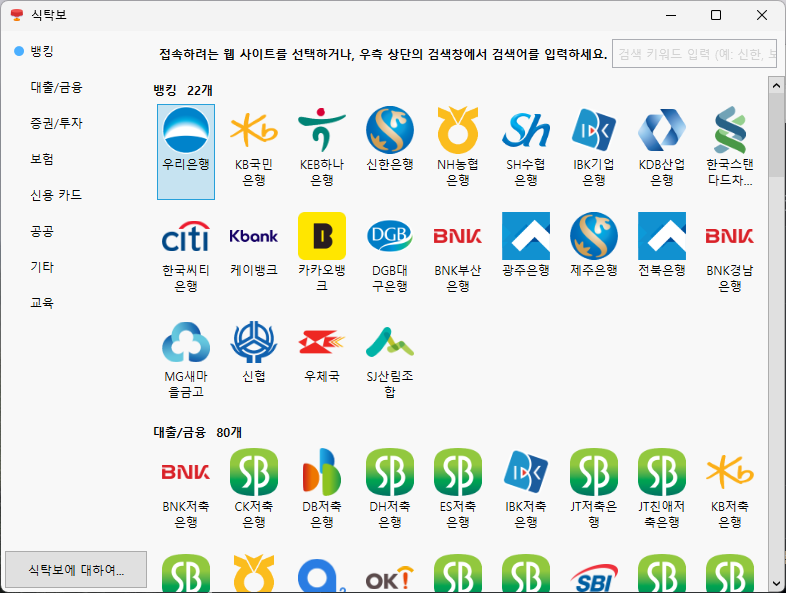 식탁보
뱅킹
대출/금융
증권/투자
보험
신용 카드
공공
기타
교육
식탁보에 대하여...
접속하려는 웹 사이트를 선택하거나, 우측 상단의 검색창에서 검색어를 입력하세요.
검색 키워드 입력 (예: 신한, 보
뱅킹 22개
우리은행
Kb
KB국민
은행
KEB하나
은행
신한은행
NH농협
은행
Sh
SH수협
은행
IBK
IBK기업
은행
KDB산업
은행
한국스탠
다드차...
citi
한국씨티
은행
Kbank
케이뱅크
B
카카오뱅
크
DGB
DGB대
구은행
BNK
BNK부산
은행
광주은행
제주은행
전북은행
BNK
BNK경남
은행
MG새마
을금고
신협
우체국
SJ산림조
합
대출/금융 80개
BNK
BNK저축
은행
SB
CK저축
은행
DB저축
은행
SB
DH저축
은행
SB
ES저축
은행
IBK
IBK저축
은행
SB
JT저축은
행
SB
JT친애저
축은행
Kb
KB저축
은행
SB
OK!
SB
SB
SBI
SB
SB